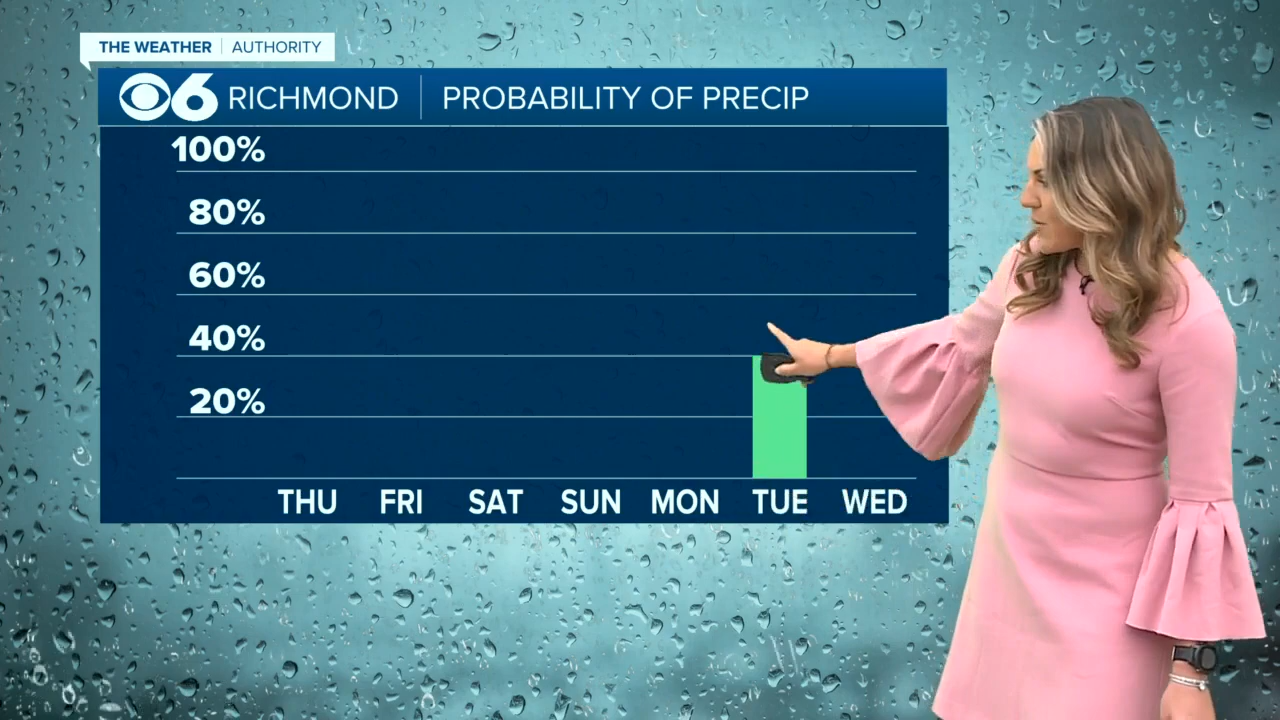 THE WEATHER | AUTHORITY
6 RICHMOND | PROBABILITY OF PRECIP
100%
80%
60%
40%
20%
THU FRI SAT SUN MON TUE WED